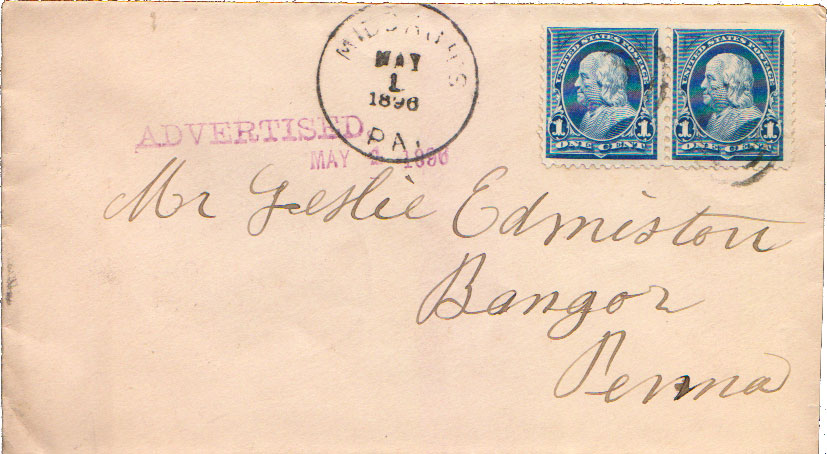 MIDDAGHS
MAY
1
1896
PA.
UNITED STATES POSTAGE
1 1
ONE CENT
UNITED STATES POSTAGE
1 1
ONE CENT
ADVERTISED
MAY 1896
Mr Leslie Edmiston
Bangor
Penna